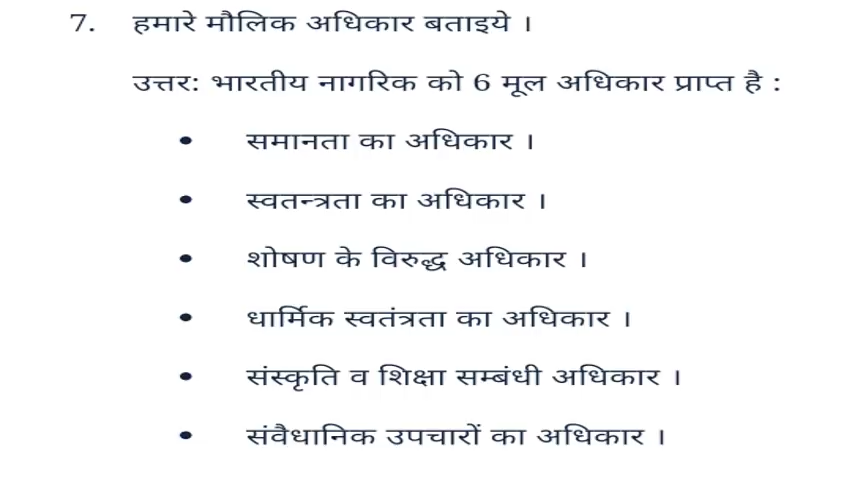 7. हमारे मौलिक अधिकार बताइये ।
उत्तर: भारतीय नागरिक को 6 मूल अधिकार प्राप्त है :
• समानता का अधिकार ।
• स्वतन्त्रता का अधिकार ।
• शोषण के विरुद्ध अधिकार ।
• धार्मिक स्वतंत्रता का अधिकार ।
• संस्कृति व शिक्षा सम्बंधी अधिकार ।
• संवैधानिक उपचारों का अधिकार ।